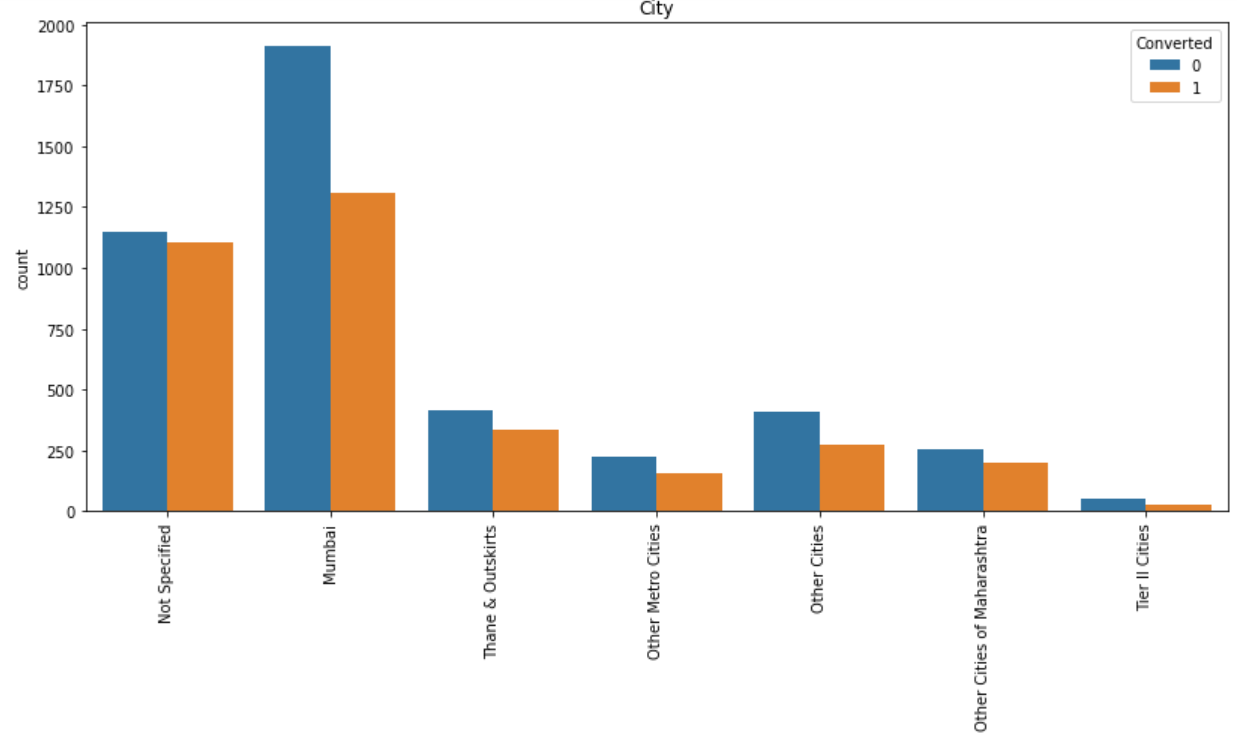 City
2000
1750
1500
1250
1000
750
500
250
0
count
Converted
0
1
Not Specified
Mumbai
Thane & Outskirts
Other Metro Cities
Other Cities
Other Cities of Maharashtra
Tier II Cities